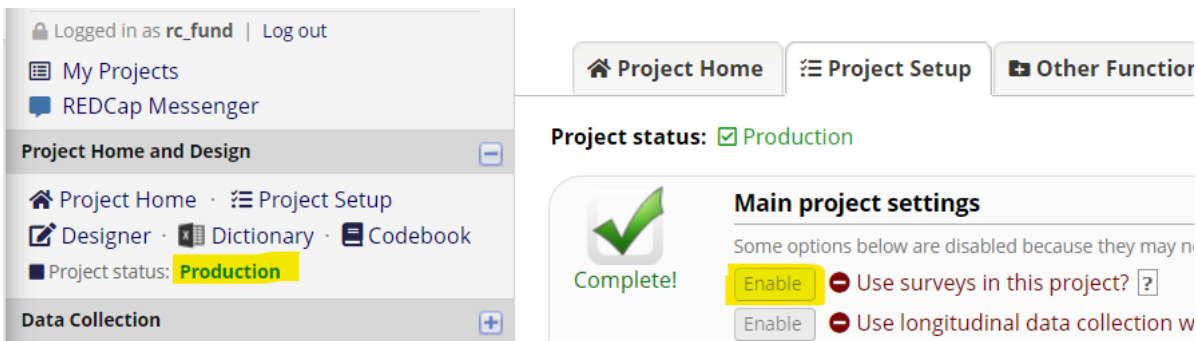 Logged in as rc_fund | Log out
My Projects
REDCap Messenger
Project Home and Design
Project Home · Project Setup
Designer · Dictionary · Codebook
Project status: Production
Data Collection
Project Home
Project Setup
Other Function
Project status: Production
Complete!
Main project settings
Some options below are disabled because they may n
Enable Use surveys in this project? ?
Enable Use longitudinal data collection w